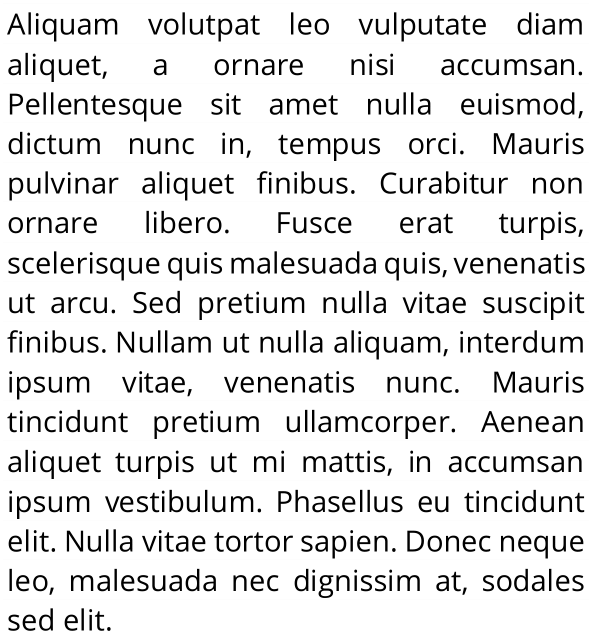 Aliquam volutpat leo vulputate diam
aliquet, a ornare nisi accumsan.
Pellentesque sit amet nulla euismod,
dictum nunc in, tempus orci. Mauris
pulvinar aliquet finibus. Curabitur non
ornare libero. Fusce erat turpis,
scelerisque quis malesuada quis, venenatis
ut arcu. Sed pretium nulla vitae suscipit
finibus. Nullam ut nulla aliquam, interdum
ipsum vitae, venenatis nunc. Mauris
tincidunt pretium ullamcorper. Aenean
aliquet turpis ut mi mattis, in accumsan
ipsum vestibulum. Phasellus eu tincidunt
elit. Nulla vitae tortor sapien. Donec neque
leo, malesuada nec dignissim at, sodales
sed elit.